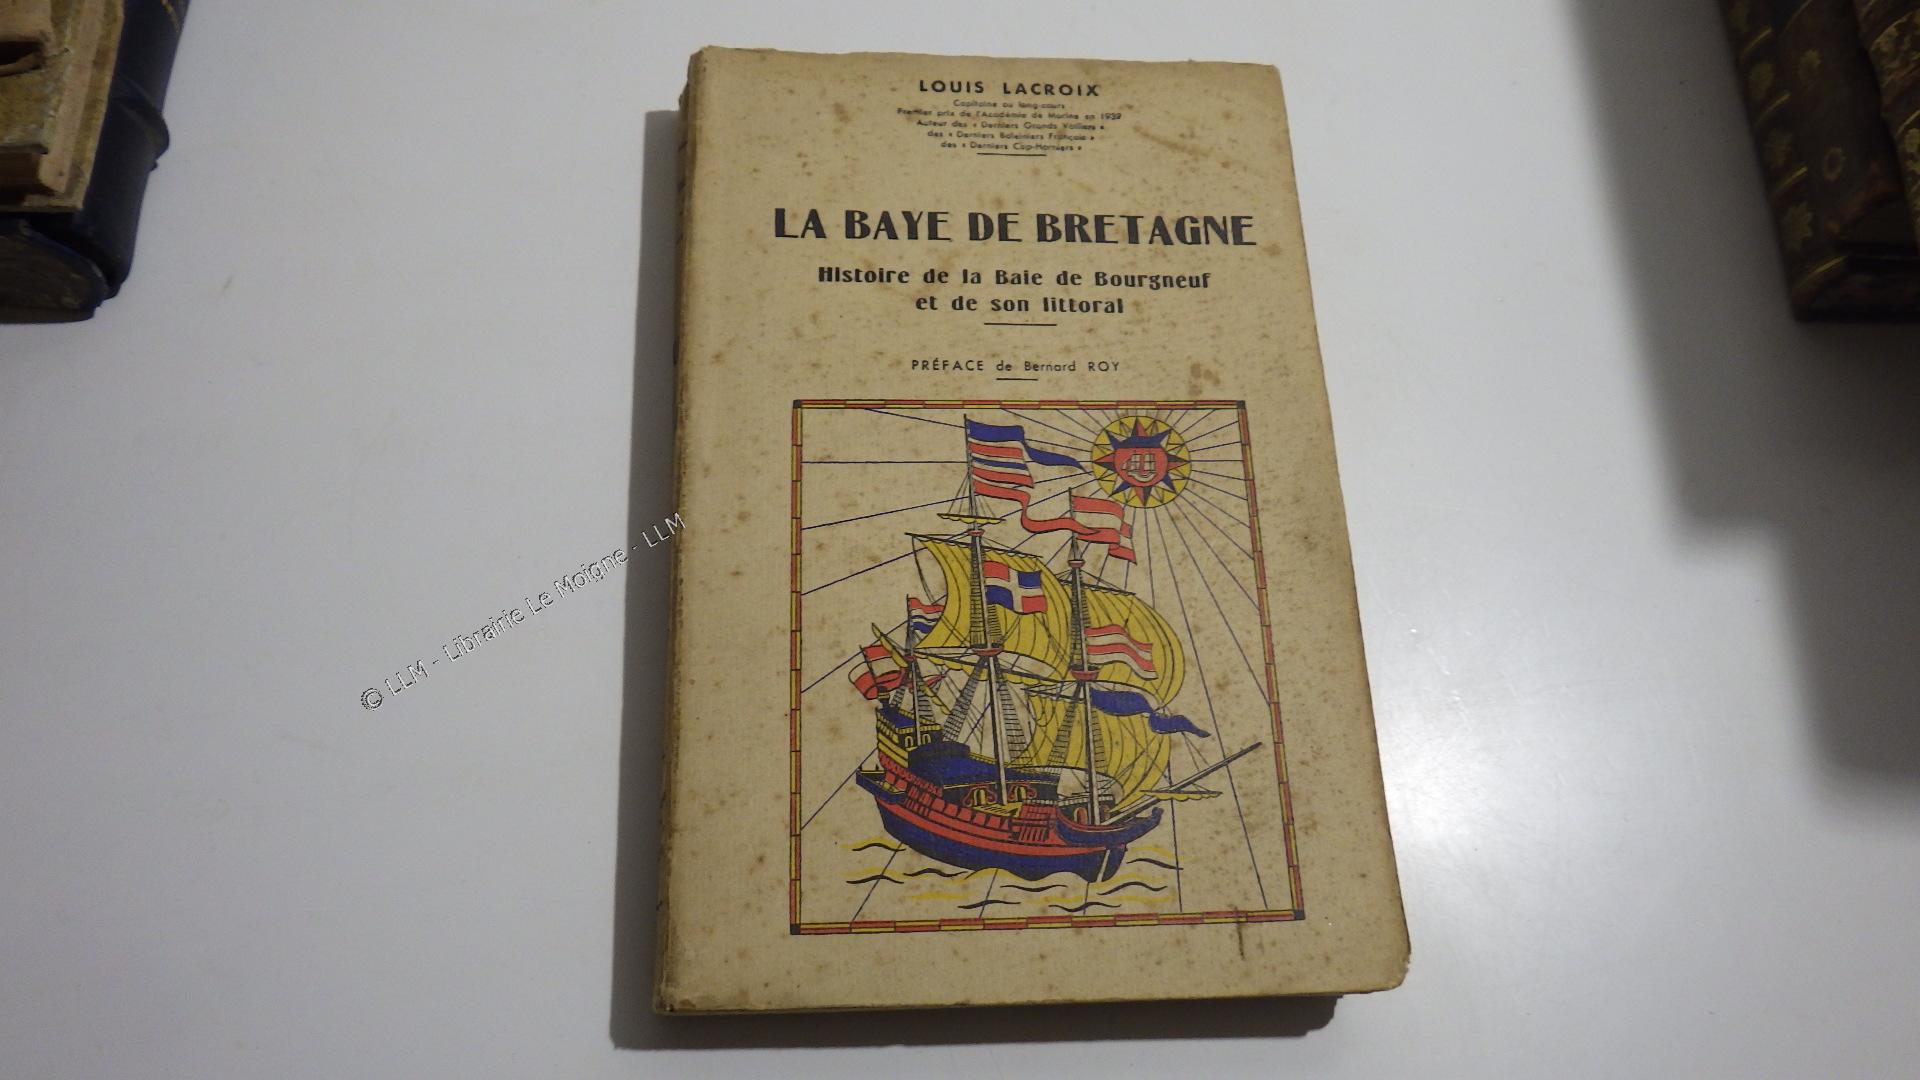 LOUIS LACROIX
Capitaine au long-cours
Premier prix de l'Académie de Marine en 1939
Auteur des « Derniers Grands Voiliers »
des « Derniers Baleiniers Français »
des « Derniers Cap-Horniers »
LA BAYE DE BRETAGNE
Histoire de la Baie de Bourgneuf
et de son littoral
PRÉFACE de Bernard ROY
© LLM - Librairie Le Moigne - LLM